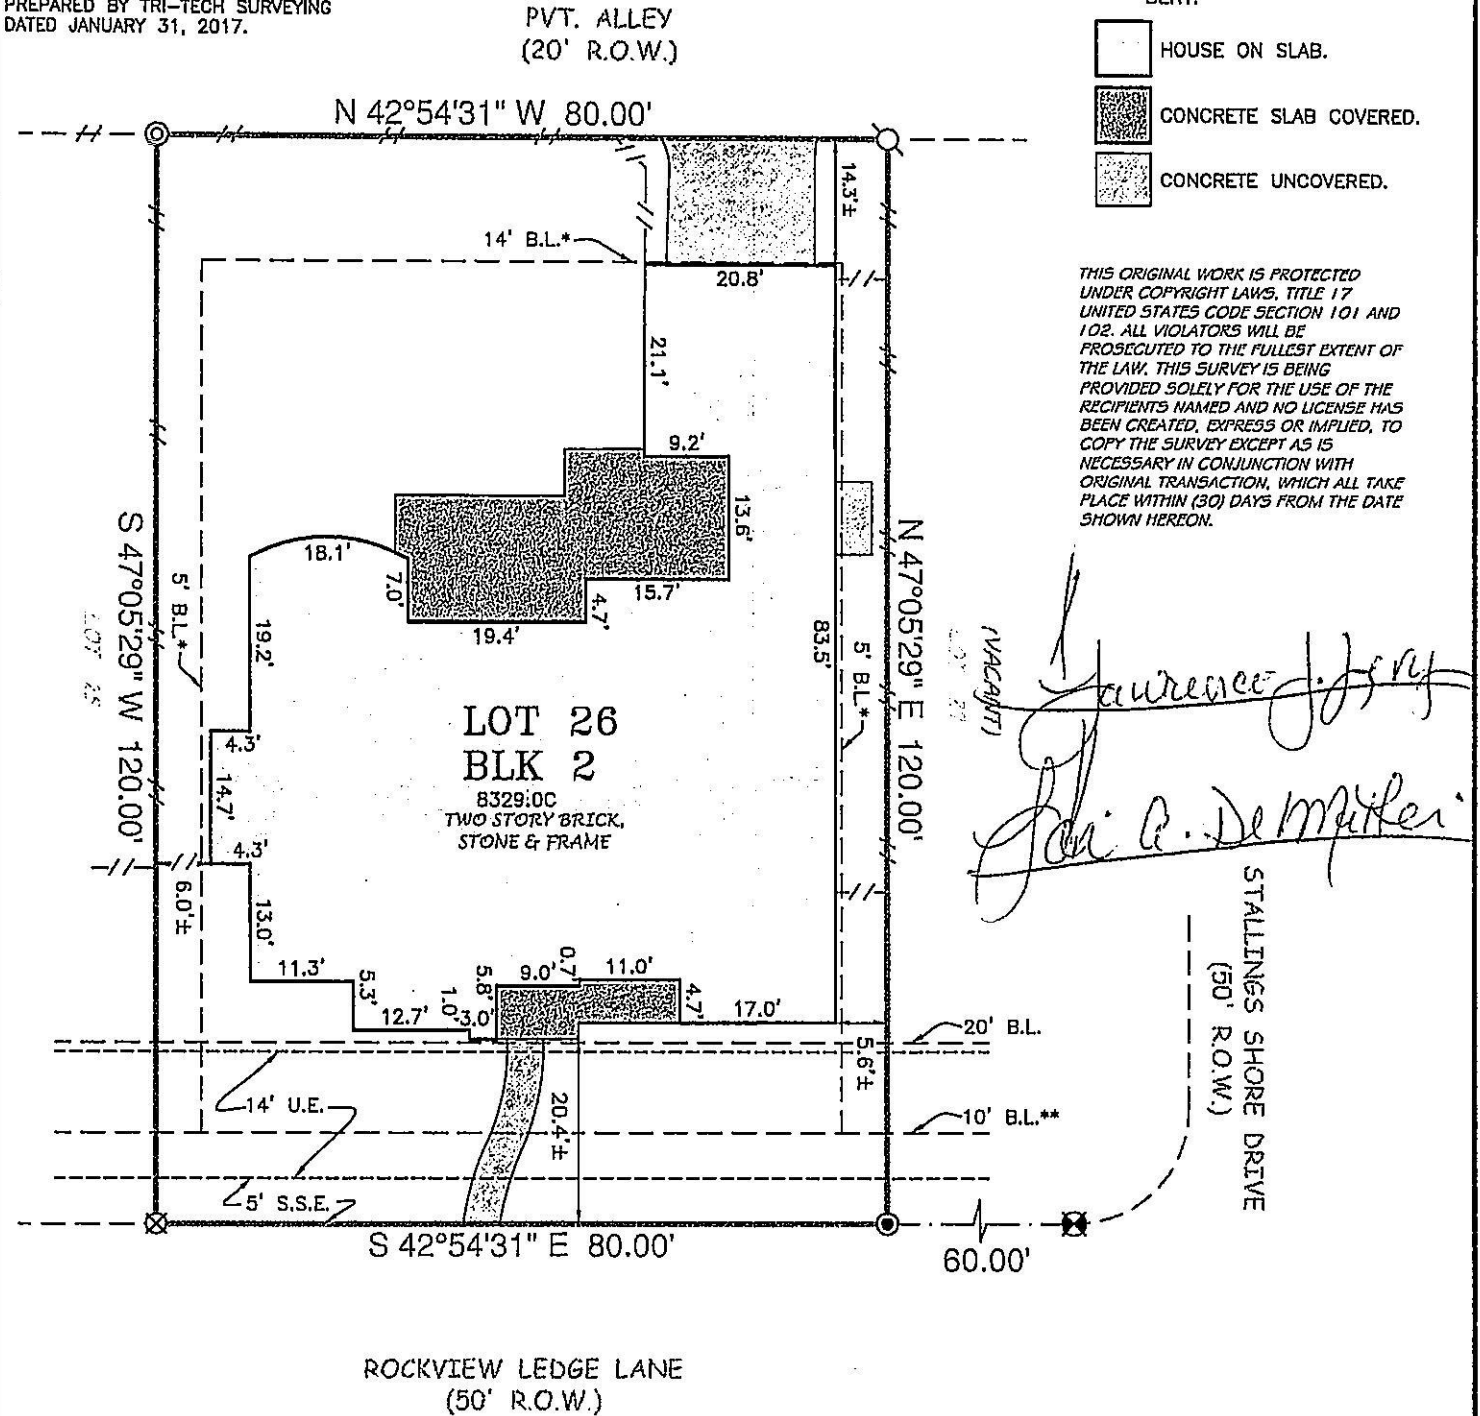 PREPARED BY TRI-TECH SURVEYING
DATED JANUARY 31, 2017.
PVT. ALLEY
(20' R.O.W.)
HOUSE ON SLAB.
CONCRETE SLAB COVERED.
CONCRETE UNCOVERED.
N 42°54'31" W 80.00'
14.3'±
14' B.L.*
20.8'
THIS ORIGINAL WORK IS PROTECTED
UNDER COPYRIGHT LAWS, TITLE 17
UNITED STATES CODE SECTION 101 AND
102. ALL VIOLATORS WILL BE
PROSECUTED TO THE FULLEST EXTENT OF
THE LAW. THIS SURVEY IS BEING
PROVIDED SOLELY FOR THE USE OF THE
RECIPIENTS NAMED AND NO LICENSE HAS
BEEN CREATED, EXPRESS OR IMPLIED, TO
COPY THE SURVEY EXCEPT AS IS
NECESSARY IN CONJUNCTION WITH
ORIGINAL TRANSACTION, WHICH ALL TAKE
PLACE WITHIN (30) DAYS FROM THE DATE
SHOWN HEREON.
21.1'
9.2'
13.6'
18.1'
7.0'
15.7'
4.7'
19.4'
S 47°05'29" W 120.00'
5' B.L.*
19.2'
83.5'
5' B.L.*
N 47°05'29" E 120.00'
(VACANT)
LOT 26
BLK 2
8329:0C
TWO STORY BRICK,
STONE & FRAME
4.3'
14.7'
4.3'
6.0'±
13.0'
11.3'
5.3'
12.7'
1.0'
3.0'
5.8'
9.0'
0.7'
11.0'
4.7'
17.0'
20' B.L.
5.6'±
14' U.E.
20.4'±
10' B.L.**
5' S.S.E.
STALLINGS SHORE DRIVE
(50' R.O.W.)
S 42°54'31" E 80.00'
60.00'
ROCKVIEW LEDGE LANE
(50' R.O.W.)